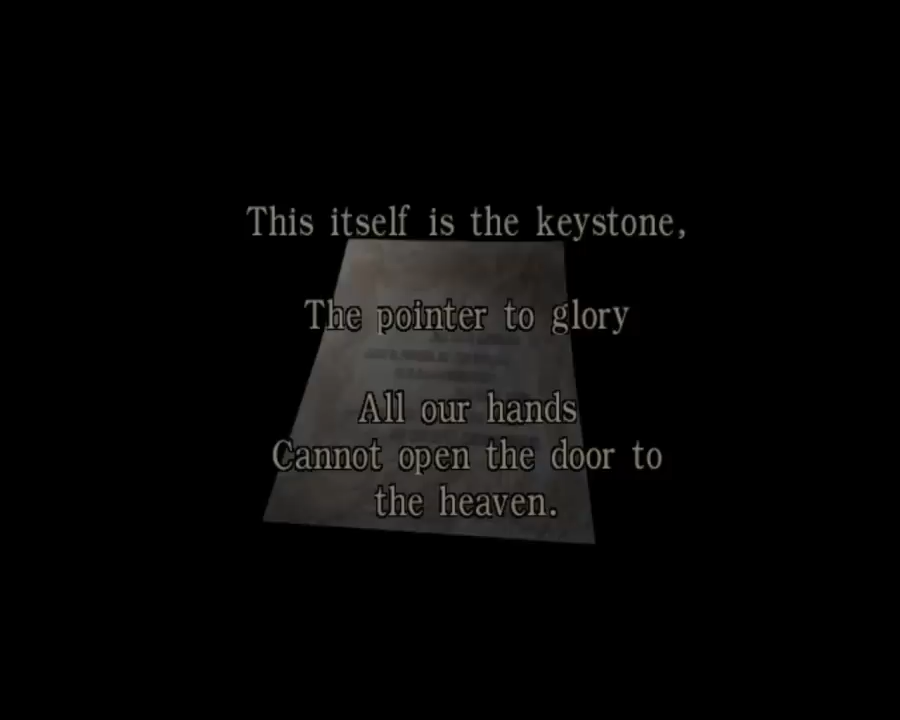 This itself is the keystone,
The pointer to glory
All our hands
Cannot open the door to
the heaven.